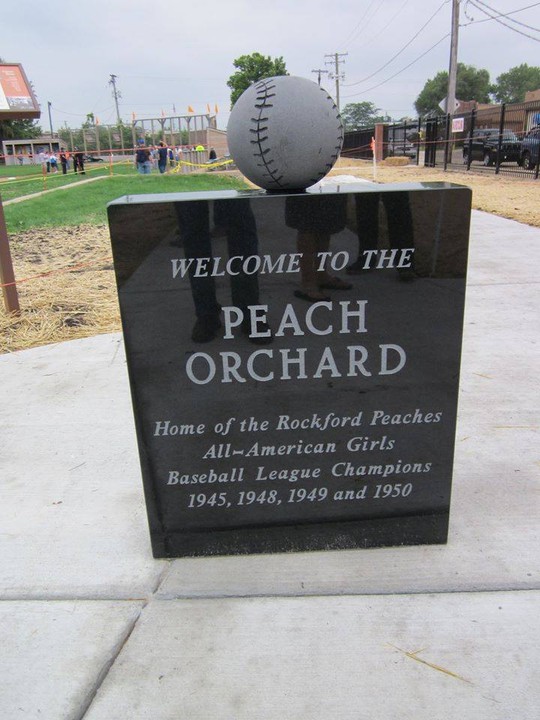 WELCOME TO THE
PEACH
ORCHARD
Home of the Rockford Peaches
All-American Girls
Baseball League Champions
1945, 1948, 1949 and 1950